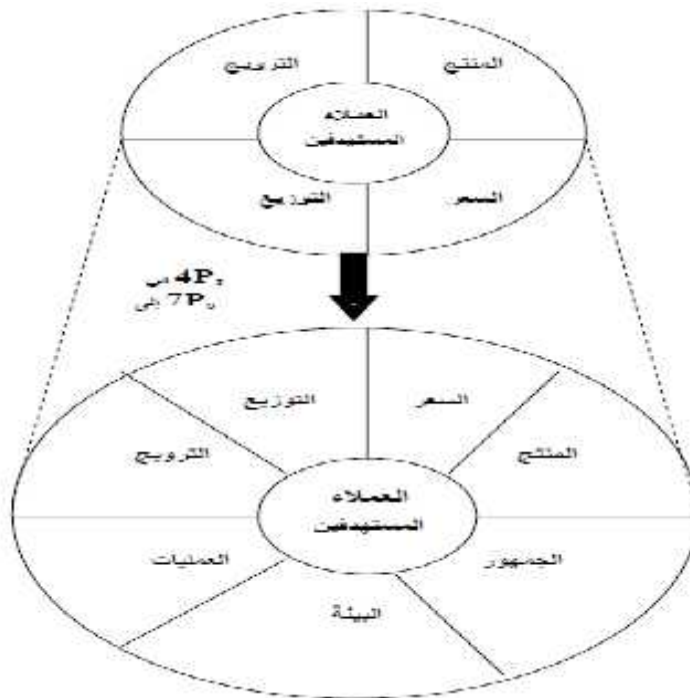 المنتج
الترويج
العملاء
المستهدفين
السعر
التوزيع
من 4Ps
إلى 7Ps
السعر
التوزيع
المنتج
الترويج
العملاء
المستهدفين
الجمهور
العمليات
البيئة